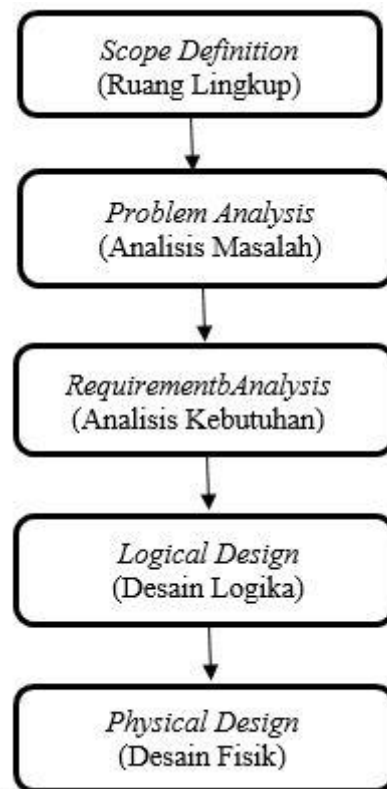 Scope Definition
(Ruang Lingkup)
Problem Analysis
(Analisis Masalah)
RequirementbAnalysis
(Analisis Kebutuhan)
Logical Design
(Desain Logika)
Physical Design
(Desain Fisik)